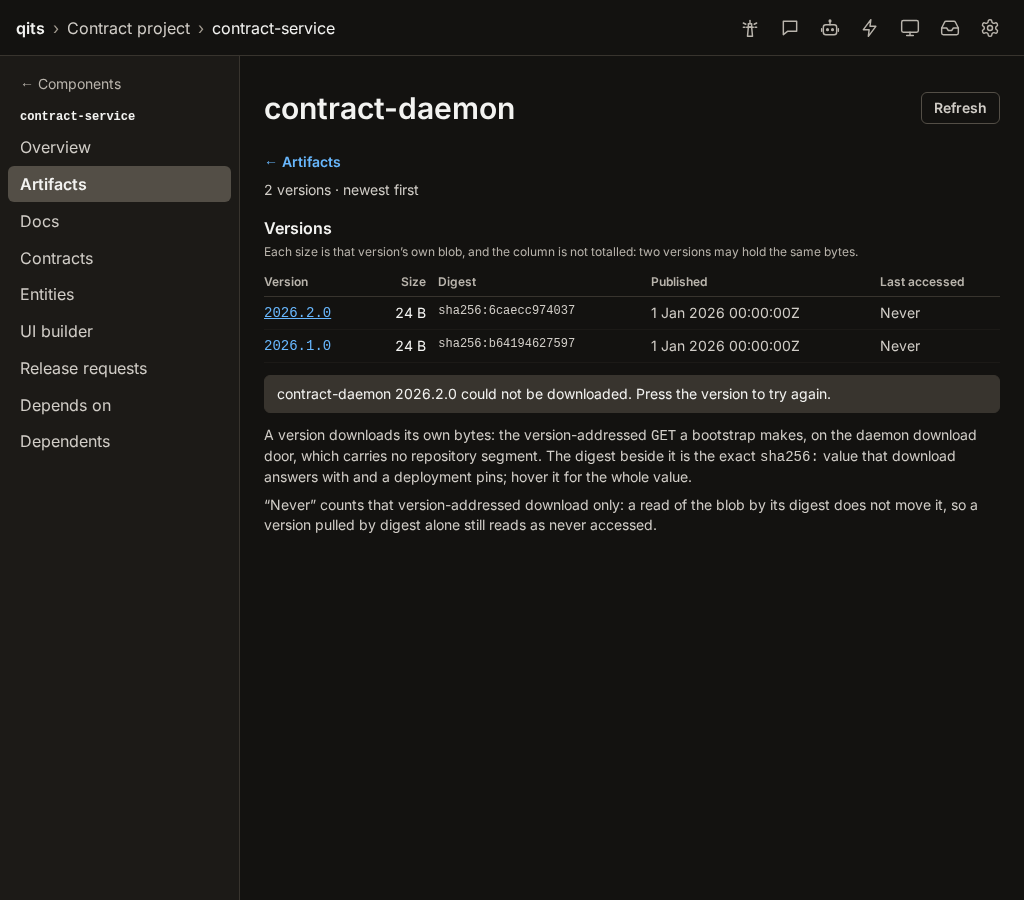 qits › Contract project › contract-service
← Components
contract-service
Overview
Artifacts
Docs
Contracts
Entities
UI builder
Release requests
Depends on
Dependents
contract-daemon
Refresh
← Artifacts
2 versions · newest first
Versions
Each size is that version’s own blob, and the column is not totalled: two versions may hold the same bytes.
Version Size Digest Published Last accessed
2026.2.0 24 B sha256:6caecc974037 1 Jan 2026 00:00:00Z Never
2026.1.0 24 B sha256:b64194627597 1 Jan 2026 00:00:00Z Never
contract-daemon 2026.2.0 could not be downloaded. Press the version to try again.
A version downloads its own bytes: the version-addressed GET a bootstrap makes, on the daemon download
door, which carries no repository segment. The digest beside it is the exact sha256: value that download
answers with and a deployment pins; hover it for the whole value.
“Never” counts that version-addressed download only: a read of the blob by its digest does not move it, so a
version pulled by digest alone still reads as never accessed.